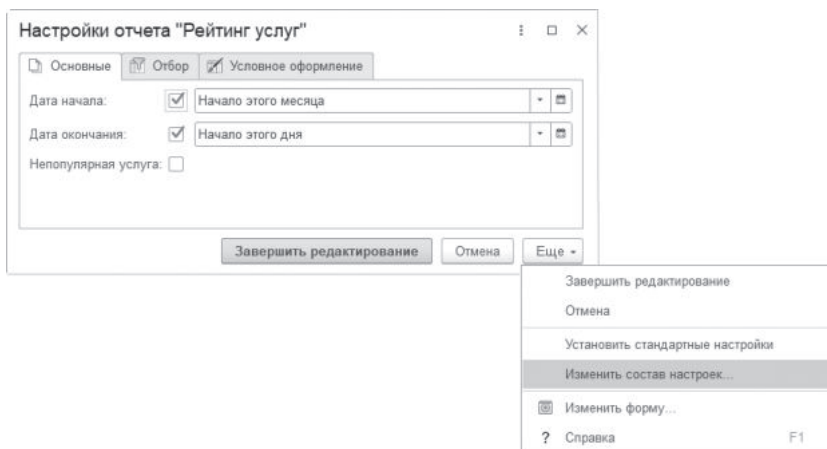 Настройки отчета "Рейтинг услуг"
Основные Отбор Условное оформление
Дата начала: Начало этого месяца
Дата окончания: Начало этого дня
Непопулярная услуга:
Завершить редактирование Отмена Еще
Завершить редактирование
Отмена
Установить стандартные настройки
Изменить состав настроек...
Изменить форму...
? Справка F1